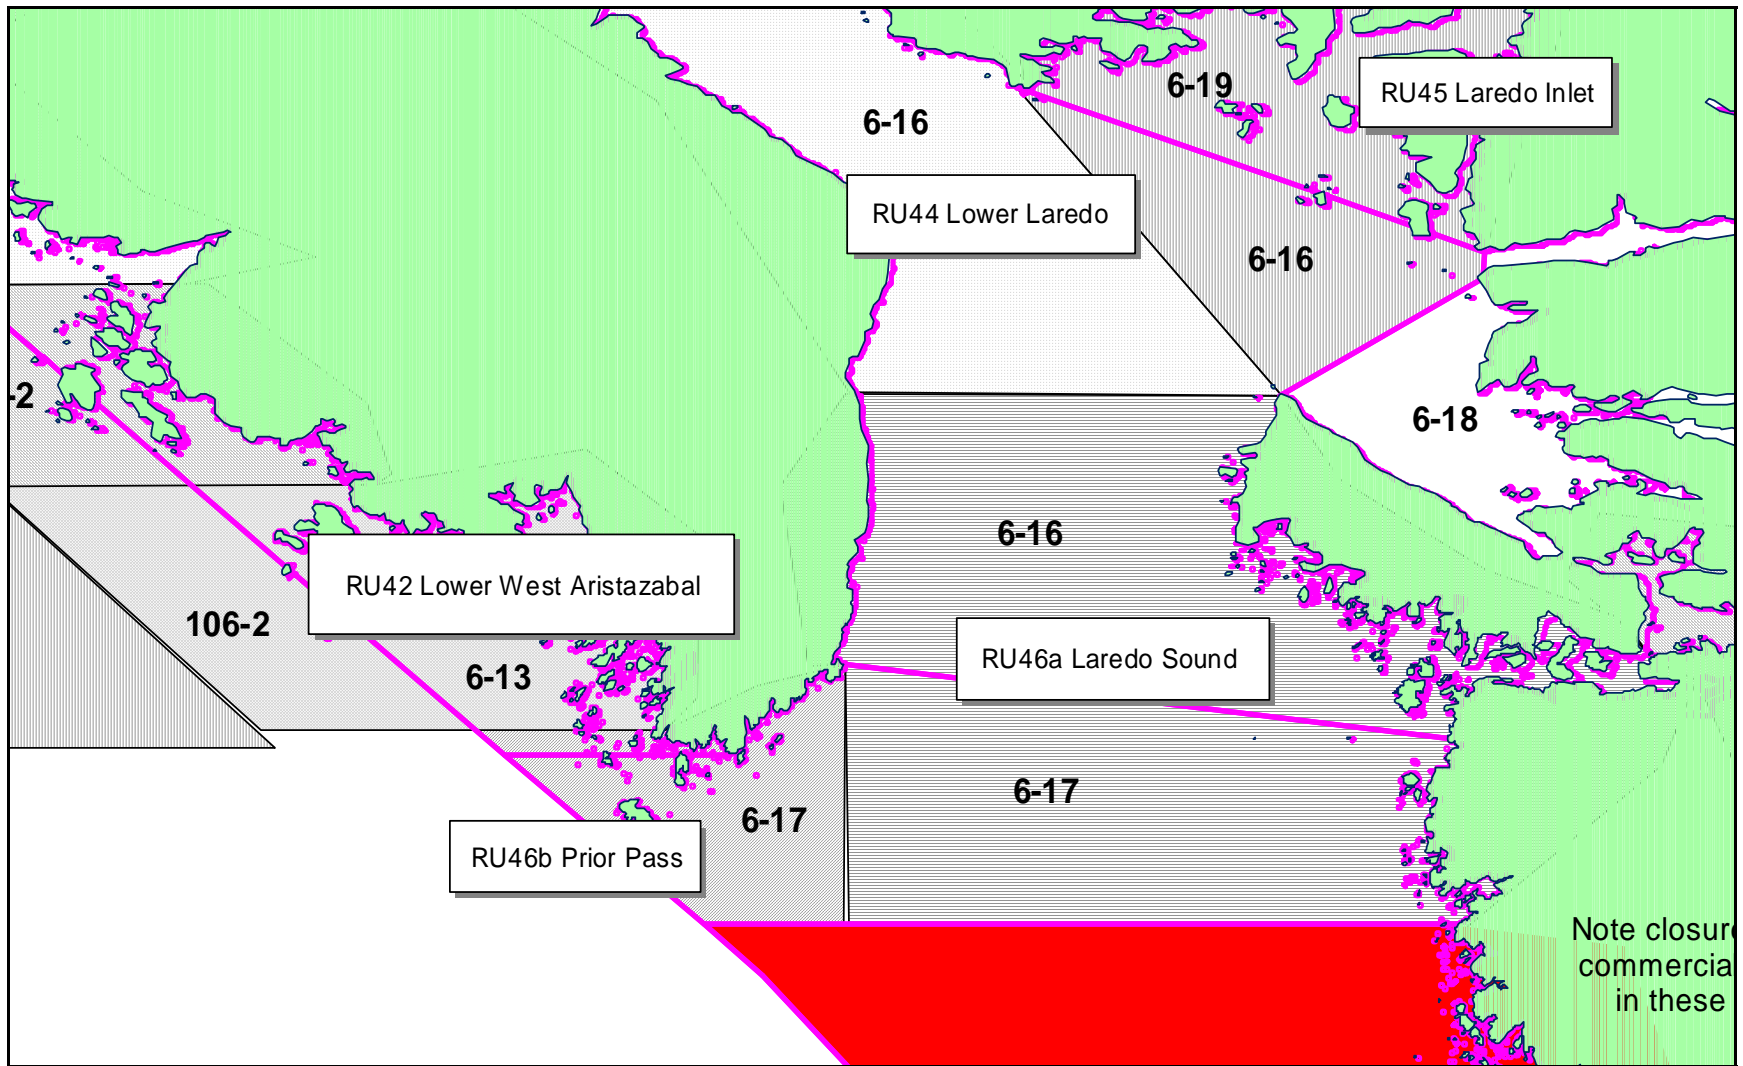 6-19
RU45 Laredo Inlet
6-16
RU44 Lower Laredo
6-16
-2
6-18
6-16
RU42 Lower West Aristazabal
106-2
6-13
RU46a Laredo Sound
6-17
6-17
RU46b Prior Pass
Note closure
commercia
in these